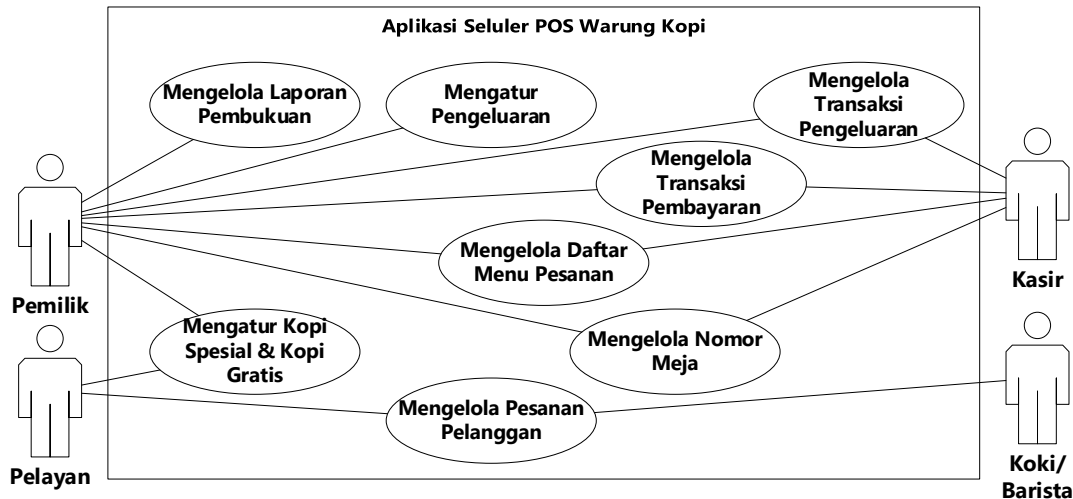 Aplikasi Seluler POS Warung Kopi
Mengelola Laporan
Pembukuan
Mengatur
Pengeluaran
Mengelola
Transaksi
Pengeluaran
Mengelola
Transaksi
Pembayaran
Mengelola Daftar
Menu Pesanan
Pemilik
Kasir
Mengatur Kopi
Spesial & Kopi
Gratis
Mengelola Nomor
Meja
Mengelola Pesanan
Pelanggan
Pelayan
Koki/
Barista